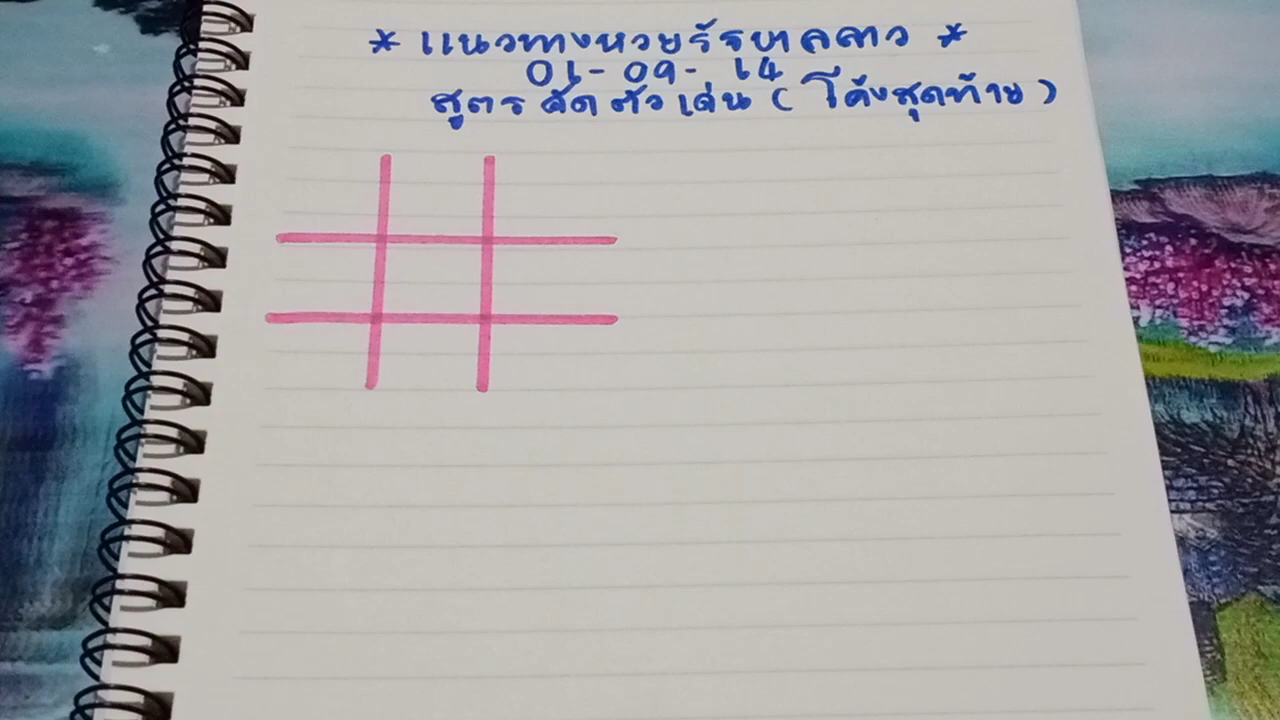 * แนวทางหวยรัฐบาลลาว *
01-09-64
สูตรคัดตัวเด่น (โค้งสุดท้าย)